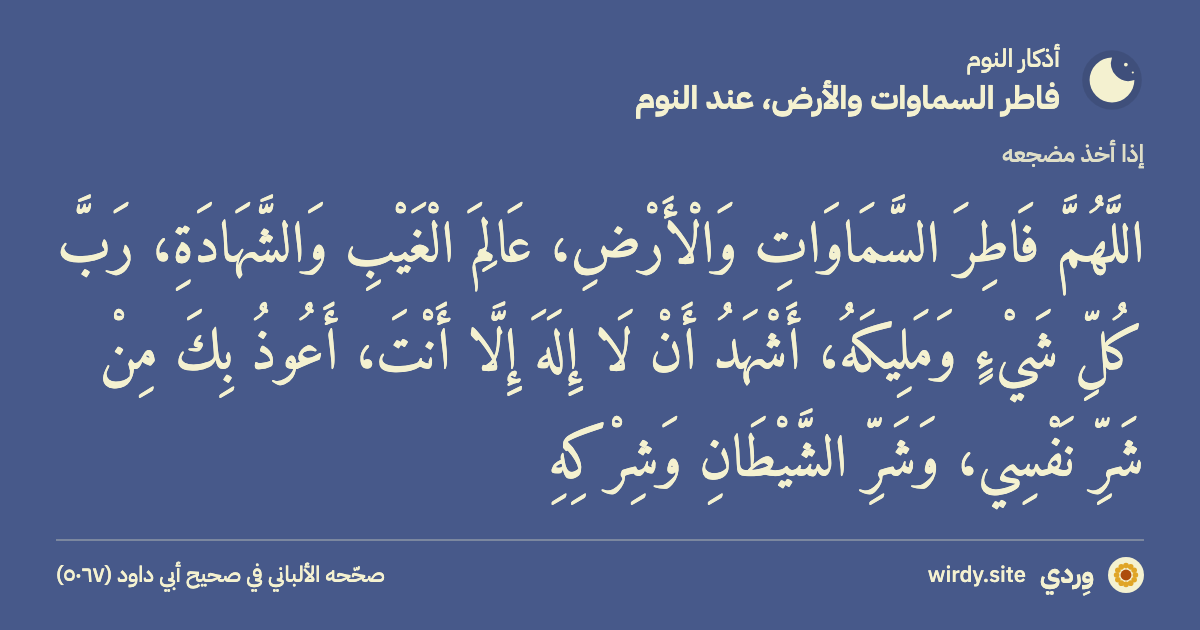 أذكار النوم
فاطر السماوات والأرض، عند النوم
إذا أخذ مضجعه
اللَّهُمَّ فَاطِرَ السَّمَاوَاتِ وَالْأَرْضِ، عَالِمَ الْغَيْبِ وَالشَّهَادَةِ، رَبَّ
كُلِّ شَيْءٍ وَمَلِيكَهُ، أَشْهَدُ أَنْ لَا إِلَهَ إِلَّا أَنْتَ، أَعُوذُ بِكَ مِنْ
شَرِّ نَفْسِي، وَشَرِّ الشَّيْطَانِ وَشِرْكِهِ
وِردي wirdy.site
صحّحه الألباني في صحيح أبي داود (٥٠٦٧)